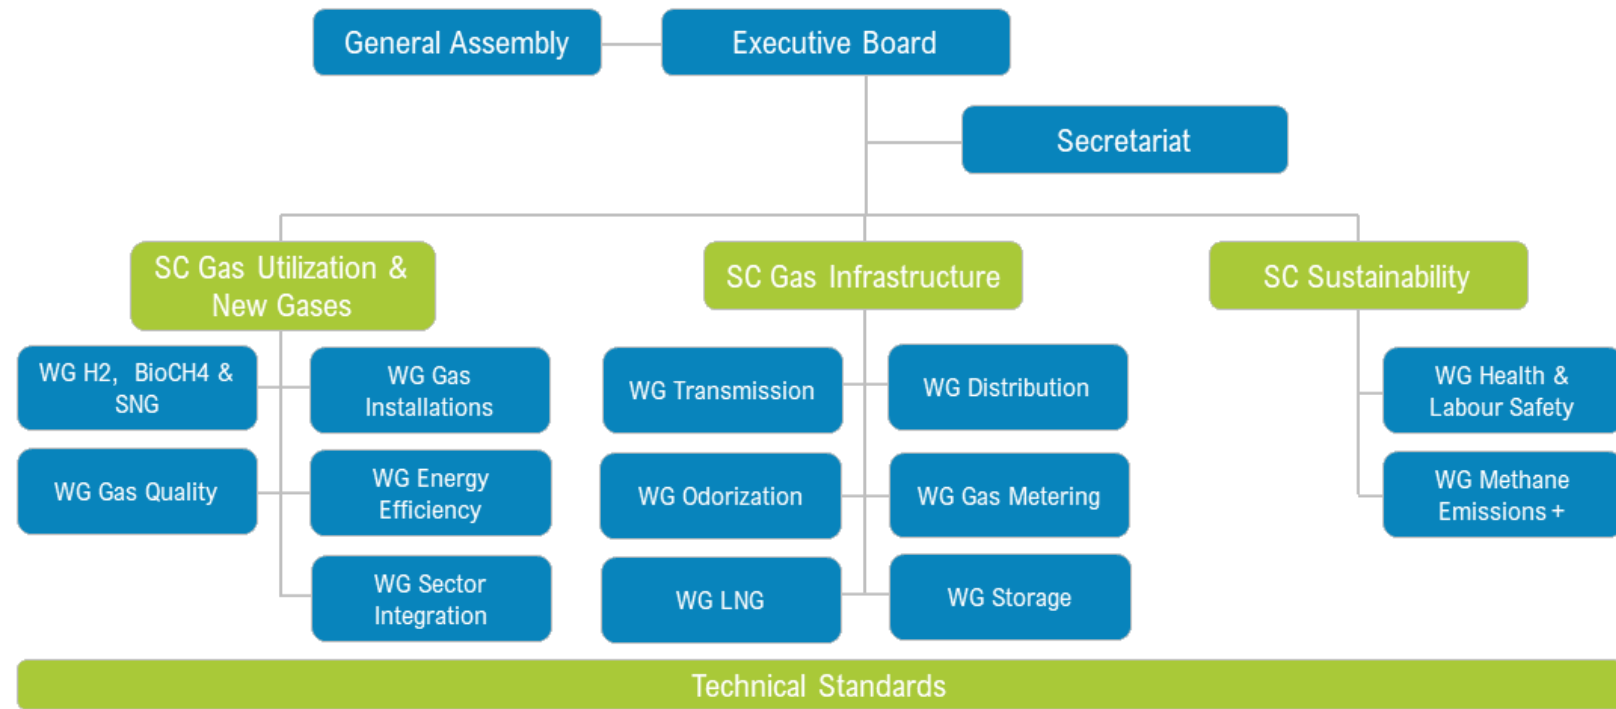 General Assembly
Executive Board
Secretariat
SC Gas Utilization &
New Gases
SC Gas Infrastructure
SC Sustainability
WG H2, BioCH4 &
SNG
WG Gas
Installations
WG Transmission
WG Distribution
WG Health &
Labour Safety
WG Gas Quality
WG Energy
Efficiency
WG Odorization
WG Gas Metering
WG Methane
Emissions +
WG Sector
Integration
WG LNG
WG Storage
Technical Standards